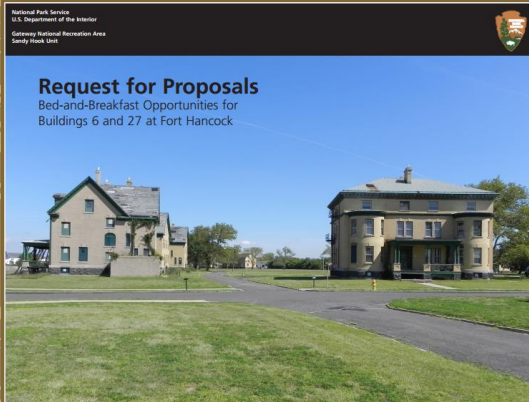 National Park Service
U.S. Department of the Interior
Gateway National Recreation Area
Sandy Hook Unit
Request for Proposals
Bed-and-Breakfast Opportunities for
Buildings 6 and 27 at Fort Hancock